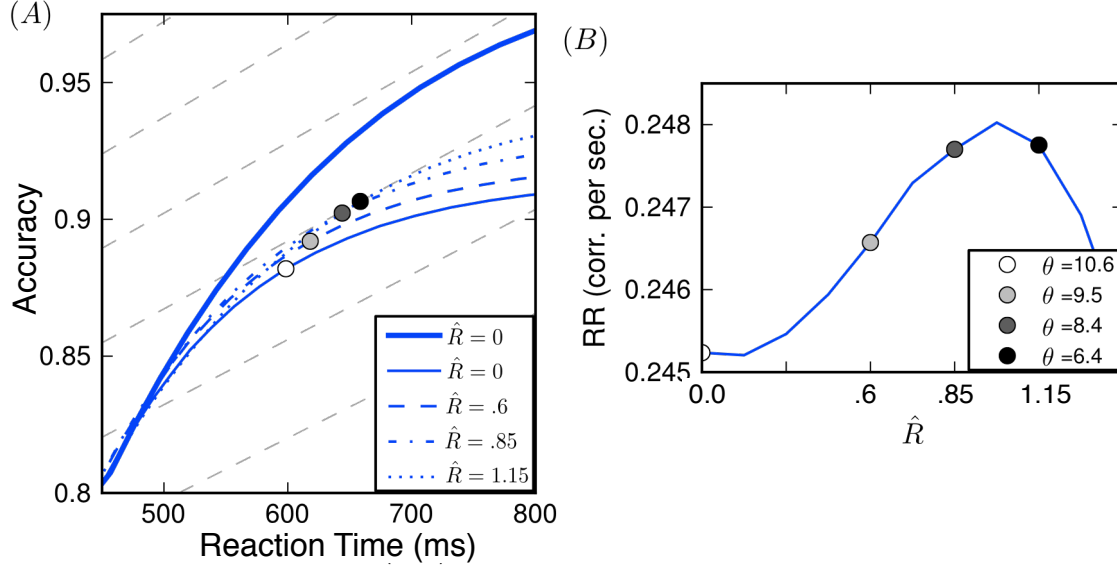 (A)
Accuracy
0.95
0.9
0.85
0.8
500
600
700
800
Reaction Time (ms)
R̂ = 0
R̂ = 0
R̂ = .6
R̂ = .85
R̂ = 1.15
(B)
RR (corr. per sec.)
0.248
0.247
0.246
0.245
0.0
.6
.85
1.15
R̂
θ =10.6
θ =9.5
θ =8.4
θ =6.4